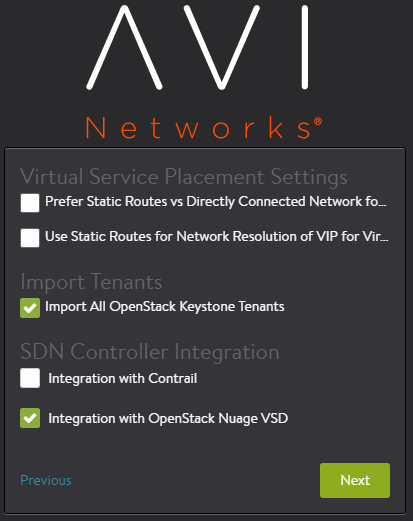 AVI
Networks®
Virtual Service Placement Settings
Prefer Static Routes vs Directly Connected Network fo...
Use Static Routes for Network Resolution of VIP for Vir...
Import Tenants
Import All OpenStack Keystone Tenants
SDN Controller Integration
Integration with Contrail
Integration with OpenStack Nuage VSD
Previous
Next